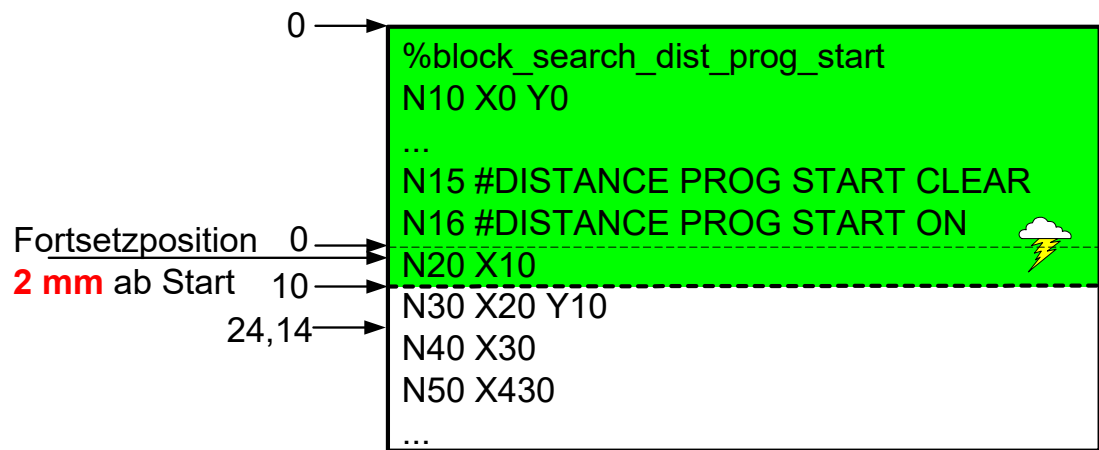 0
%block_search_dist_prog_start
N10 X0 Y0
...
N15 #DISTANCE PROG START CLEAR
N16 #DISTANCE PROG START ON
Fortsetzposition 0
2 mm ab Start 10
N20 X10
24,14
N30 X20 Y10
N40 X30
N50 X430
...